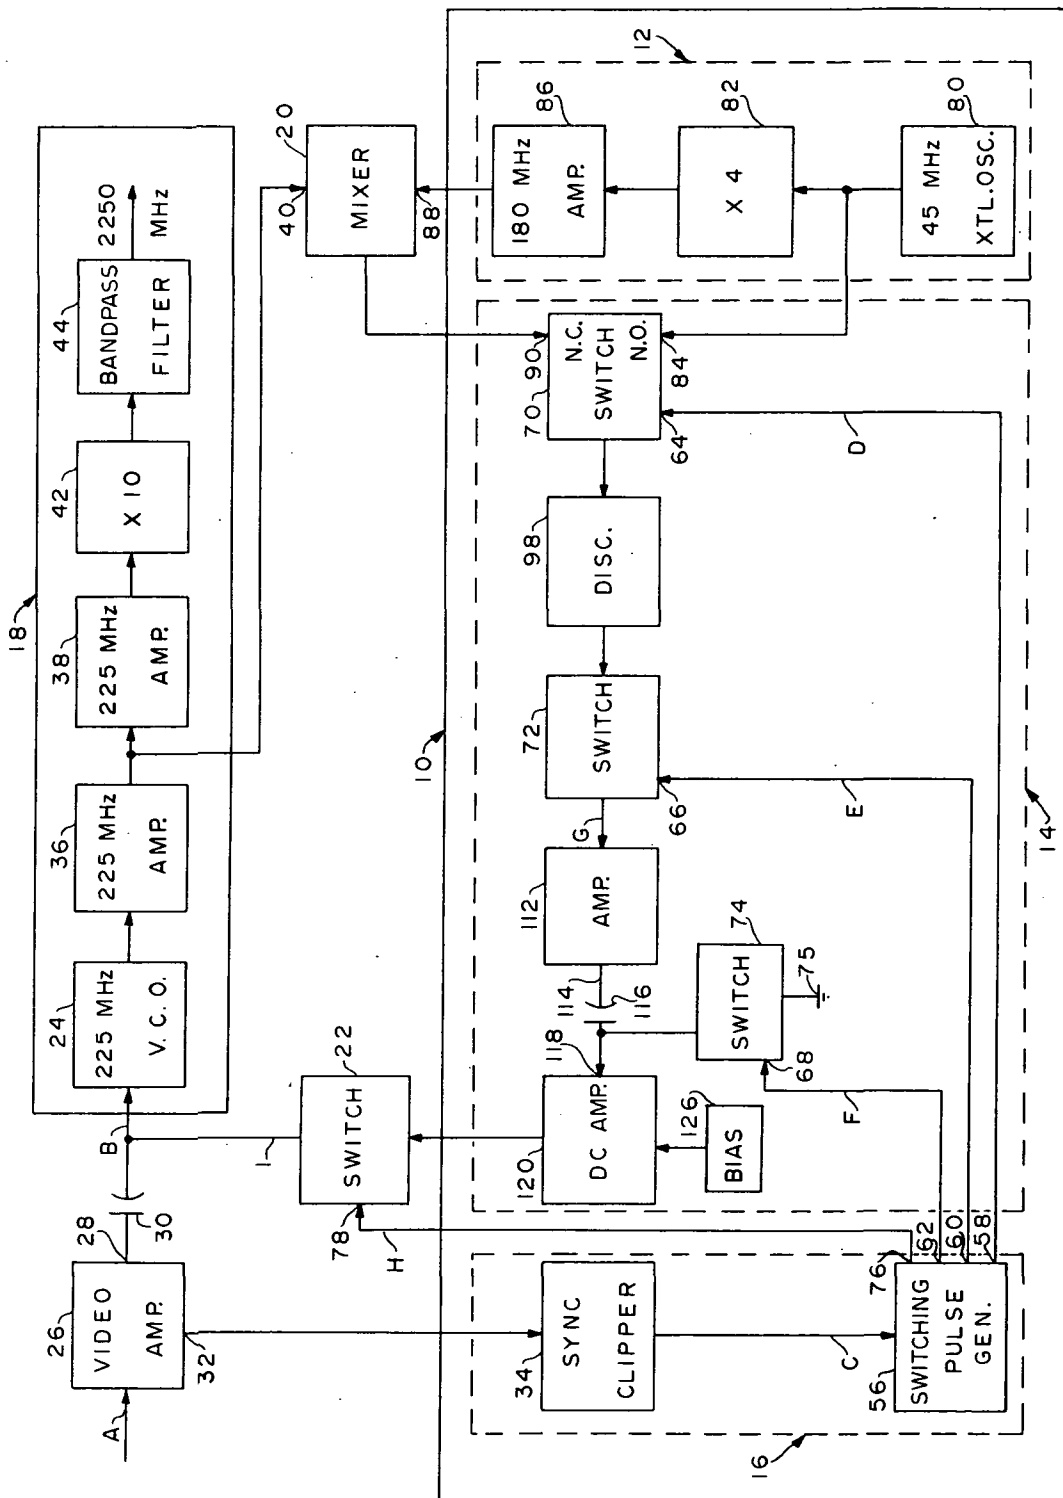 18
24
225 MHz
V.C.O.
36
225 MHz
AMP.
38
225 MHz
AMP.
42
X 10
44
BANDPASS
FILTER
2250
MHz
A
26
VIDEO
AMP.
28
32
30
B
I
22
SWITCH
78
H
20
40
MIXER
88
10
16
34
SYNC
CLIPPER
C
56
SWITCHING
PULSE
GEN.
76
62
60
58
14
120
DC AMP.
118
126
BIAS
114
116
112
AMP.
74
SWITCH
75
68
F
G
72
SWITCH
66
E
98
DISC.
70
90
N.C.
SWITCH
N.O.
64
84
D
12
86
180 MHz
AMP.
82
X 4
80
45 MHz
XTL.OSC.